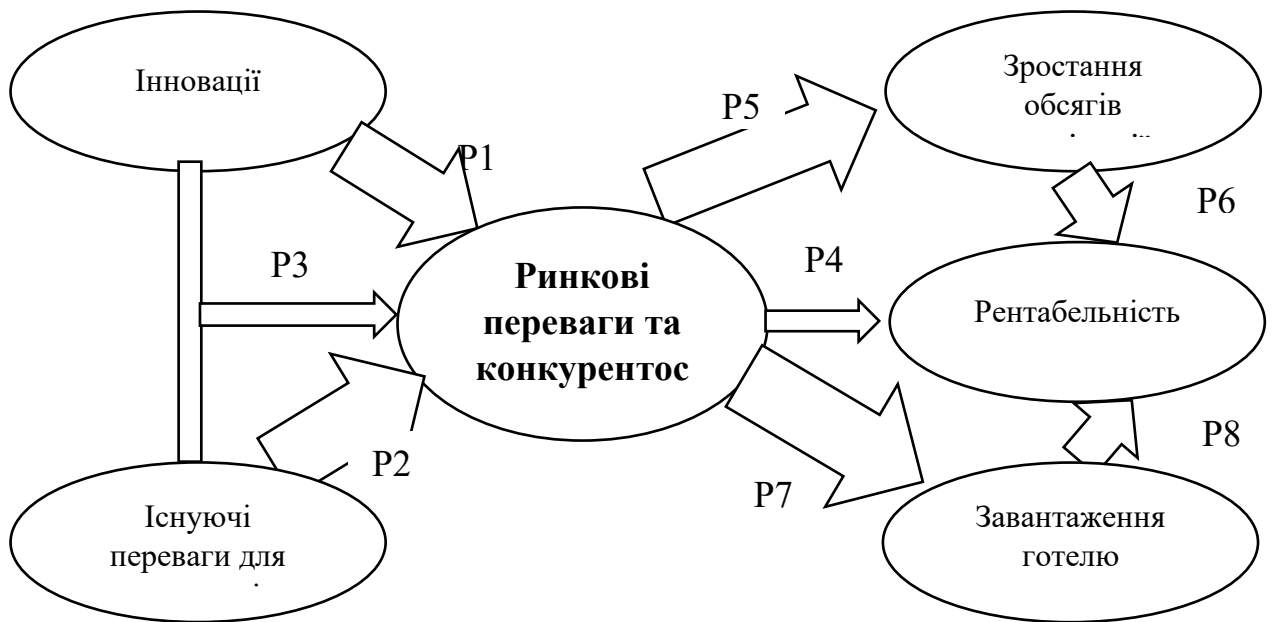 Інновації
P1
P3
P2
Існуючі
переваги для
Ринкові
переваги та
конкурентос
P5
P4
P7
Зростання
обсягів
P6
Рентабельність
P8
Завантаження
готелю